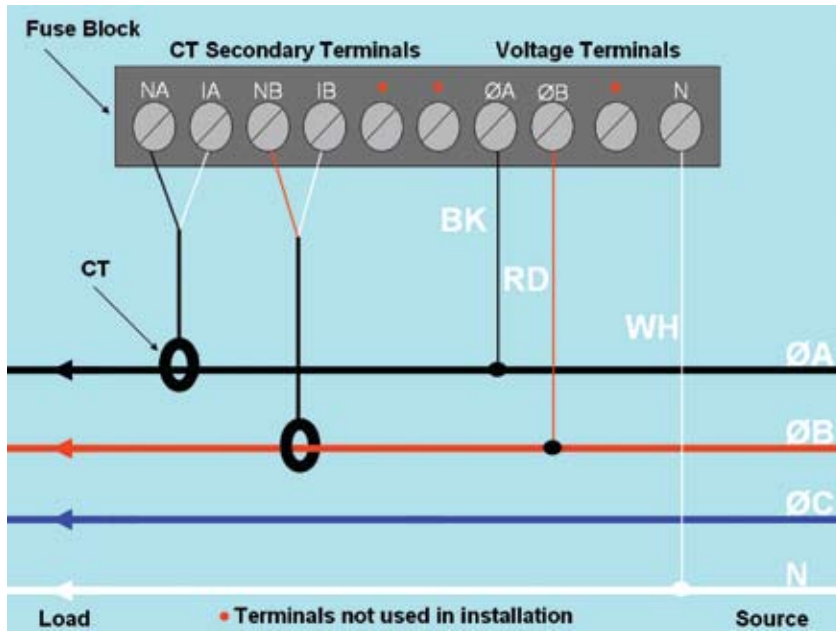 Fuse Block
CT Secondary Terminals Voltage Terminals
NA IA NB IB • • ØA ØB • N
BK
RD
CT
WH
ØA
ØB
ØC
N
Load • Terminals not used in installation Source